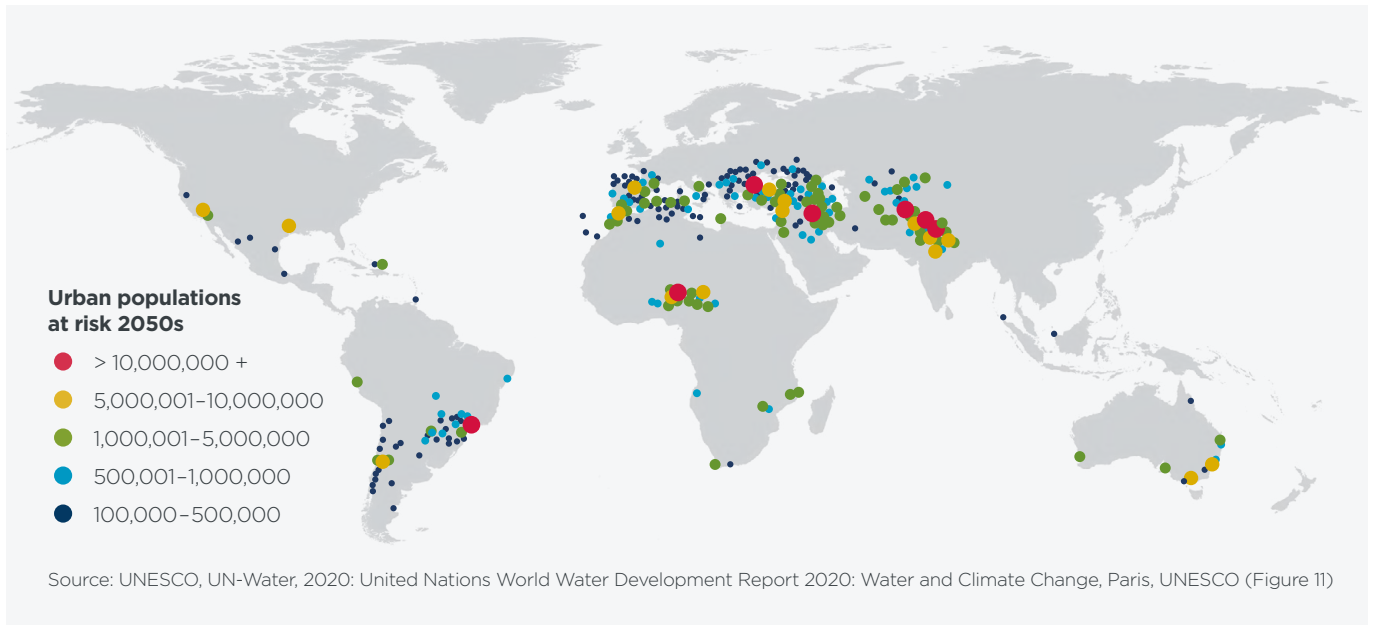 Urban populations
at risk 2050s
> 10,000,000 +
5,000,001–10,000,000
1,000,001–5,000,000
500,001–1,000,000
100,000–500,000
Source: UNESCO, UN-Water, 2020: United Nations World Water Development Report 2020: Water and Climate Change, Paris, UNESCO (Figure 11)